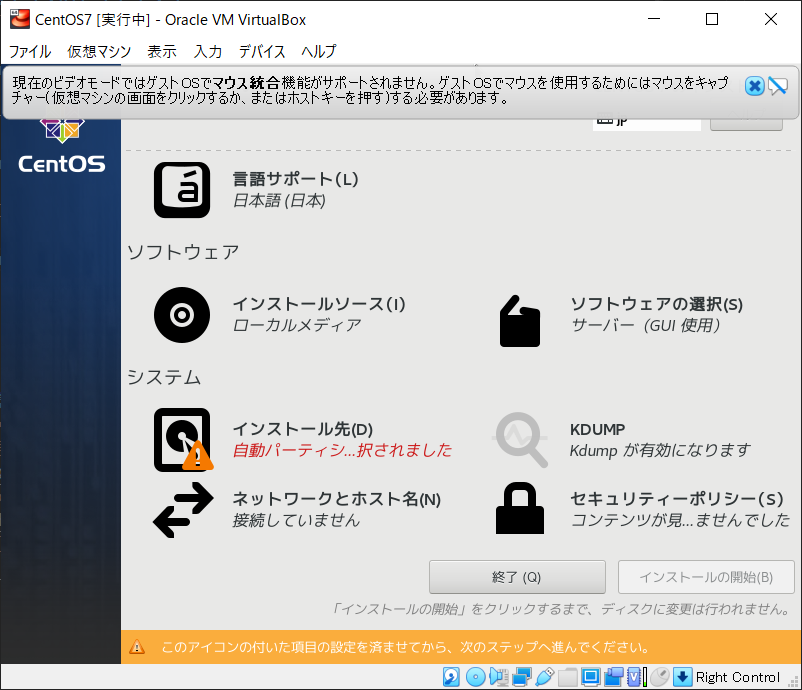 CentOS7 [実行中] - Oracle VM VirtualBox
ファイル 仮想マシン 表示 入力 デバイス ヘルプ
現在のビデオモードではゲストOSでマウス統合機能がサポートされません。ゲストOSでマウスを使用するためにはマウスをキャプ
チャー(仮想マシンの画面をクリックするか、またはホストキーを押す)する必要があります。
jp
CentOS
á
言語サポート(L)
日本語 (日本)
ソフトウェア
インストールソース(I)
ローカルメディア
ソフトウェアの選択(S)
サーバー（GUI 使用）
システム
インストール先(D)
自動パーティシ...択されました
KDUMP
Kdump が有効になります
ネットワークとホスト名(N)
接続していません
セキュリティーポリシー(S)
コンテンツが見...ませんでした
終了 (Q)
インストールの開始(B)
「インストールの開始」をクリックするまで、ディスクに変更は行われません。
このアイコンの付いた項目の設定を済ませてから、次のステップへ進んでください。
Right Control